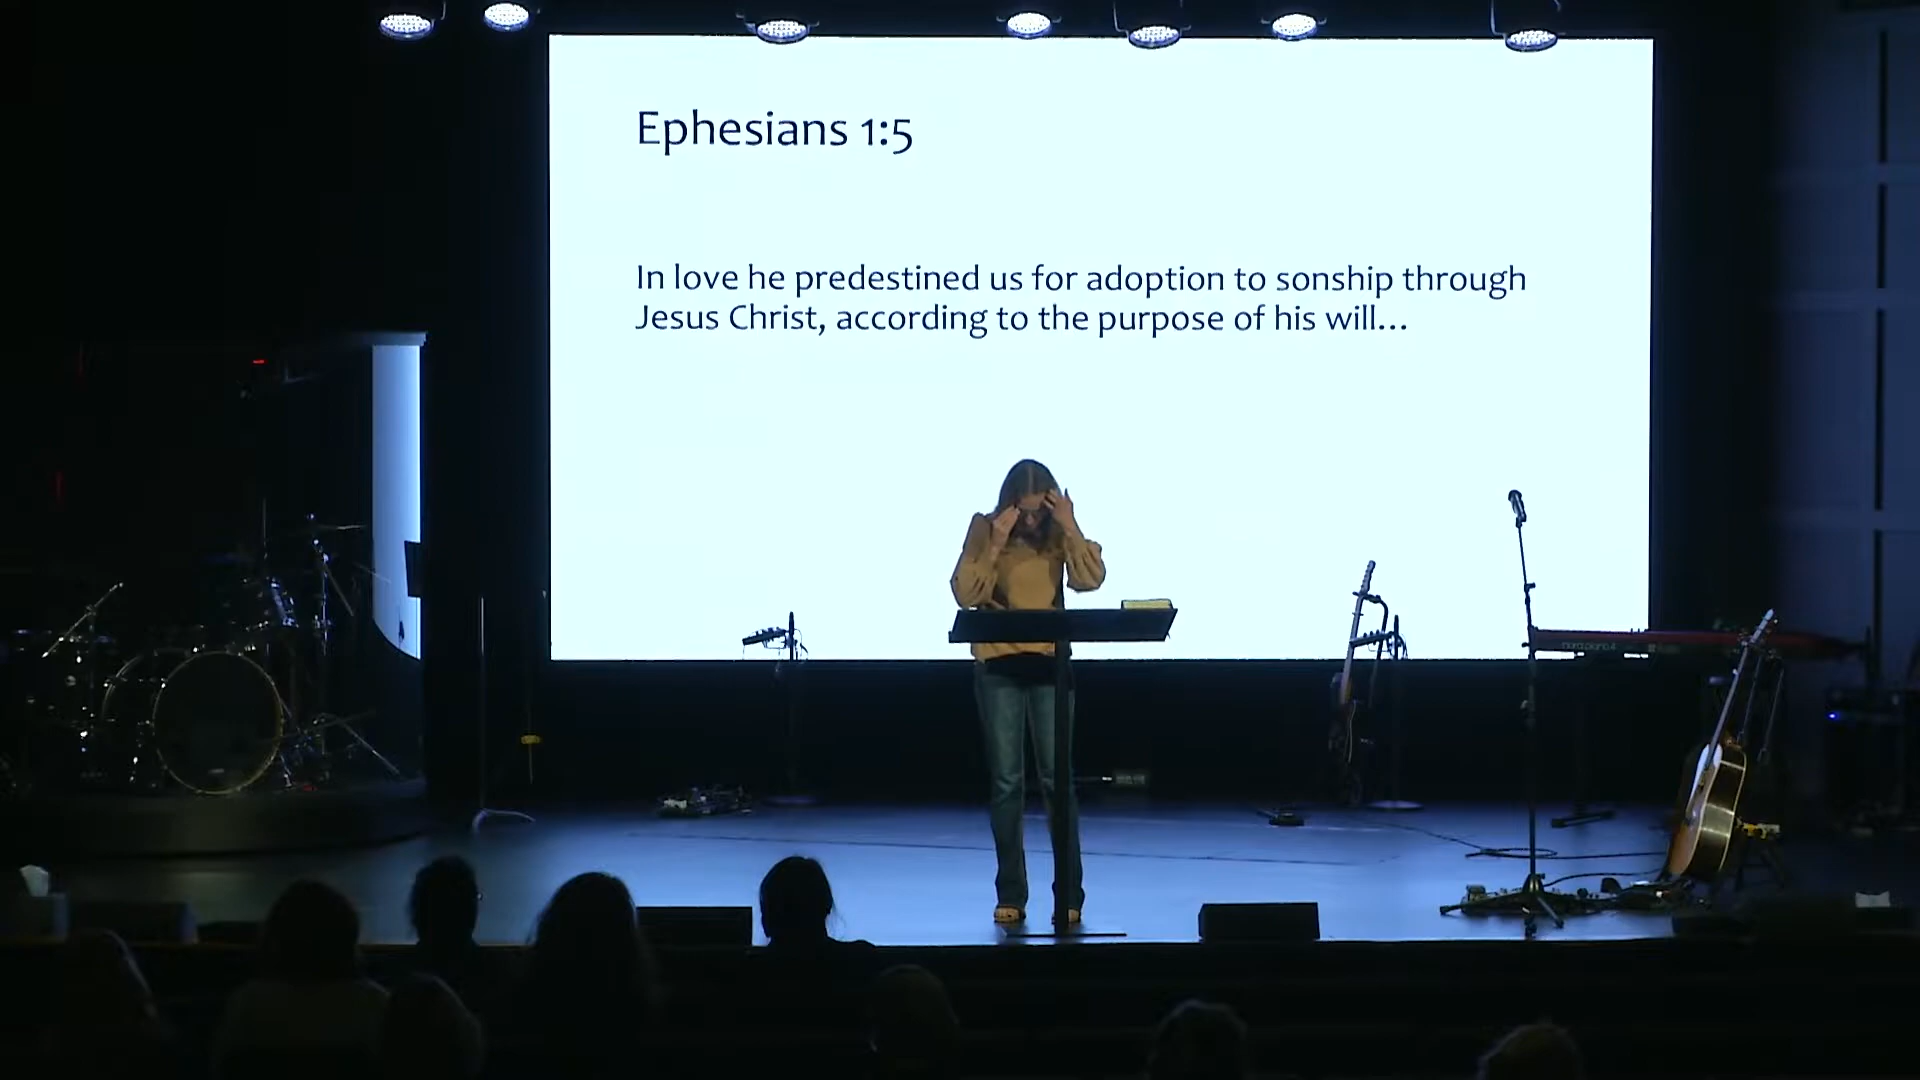 Ephesians 1:5
In love he predestined us for adoption to sonship through
Jesus Christ, according to the purpose of his will...